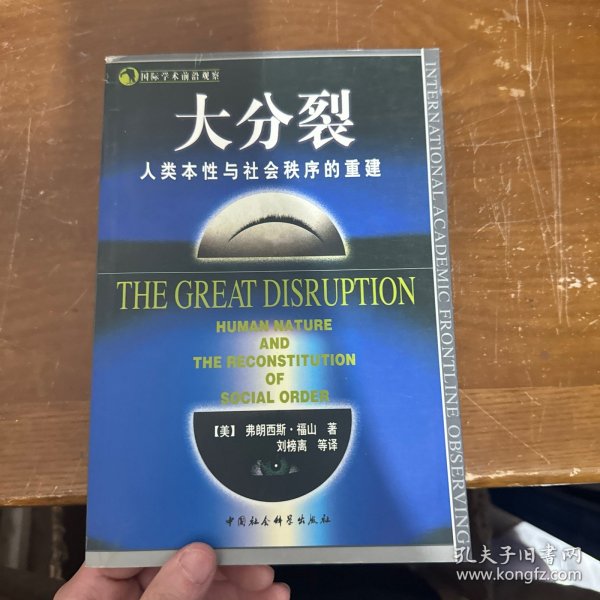 国际学术前沿观察
大分裂
人类本性与社会秩序的重建
THE GREAT DISRUPTION
HUMAN NATURE
AND
THE RECONSTITUTION
OF
SOCIAL ORDER
【美】 弗朗西斯·福山 著
刘榜离 等译
中国社会科学出版社
INTERNATIONAL ACADEMIC FRONTLINE OBSERVING
孔夫子旧书网
www.kongfz.com